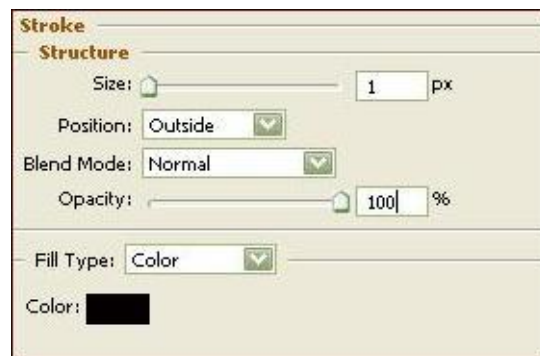 Stroke
Structure
Size: 1 px
Position: Outside
Blend Mode: Normal
Opacity: 100 %
Fill Type: Color
Color: